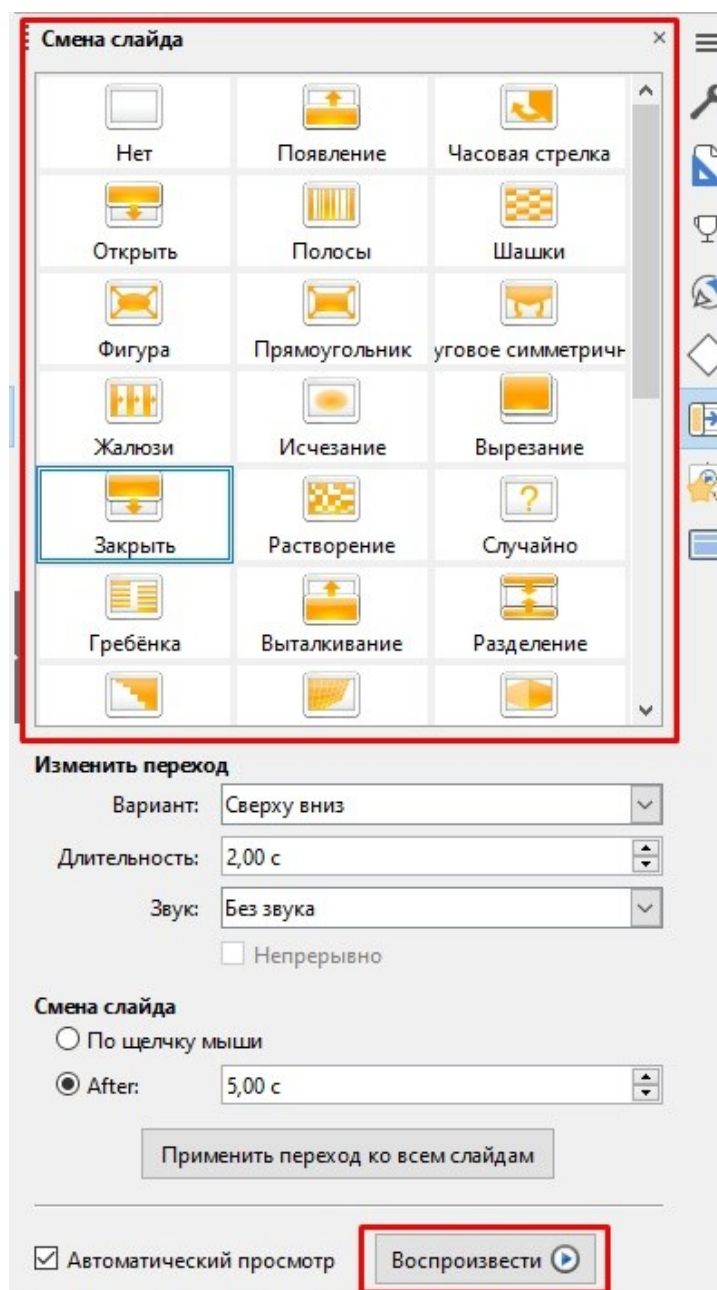 Смена слайда
Нет Появление Часовая стрелка
Открыть Полосы Шашки
Фигура Прямоугольник уговое симметричн
Жалюзи Исчезание Вырезание
Закрыть Растворение Случайно
Гребёнка Выталкивание Разделение
Изменить переход
Вариант: Сверху вниз
Длительность: 2,00 с
Звук: Без звука
Непрерывно
Смена слайда
По щелчку мыши
After: 5,00 с
Применить переход ко всем слайдам
Автоматический просмотр Воспроизвести